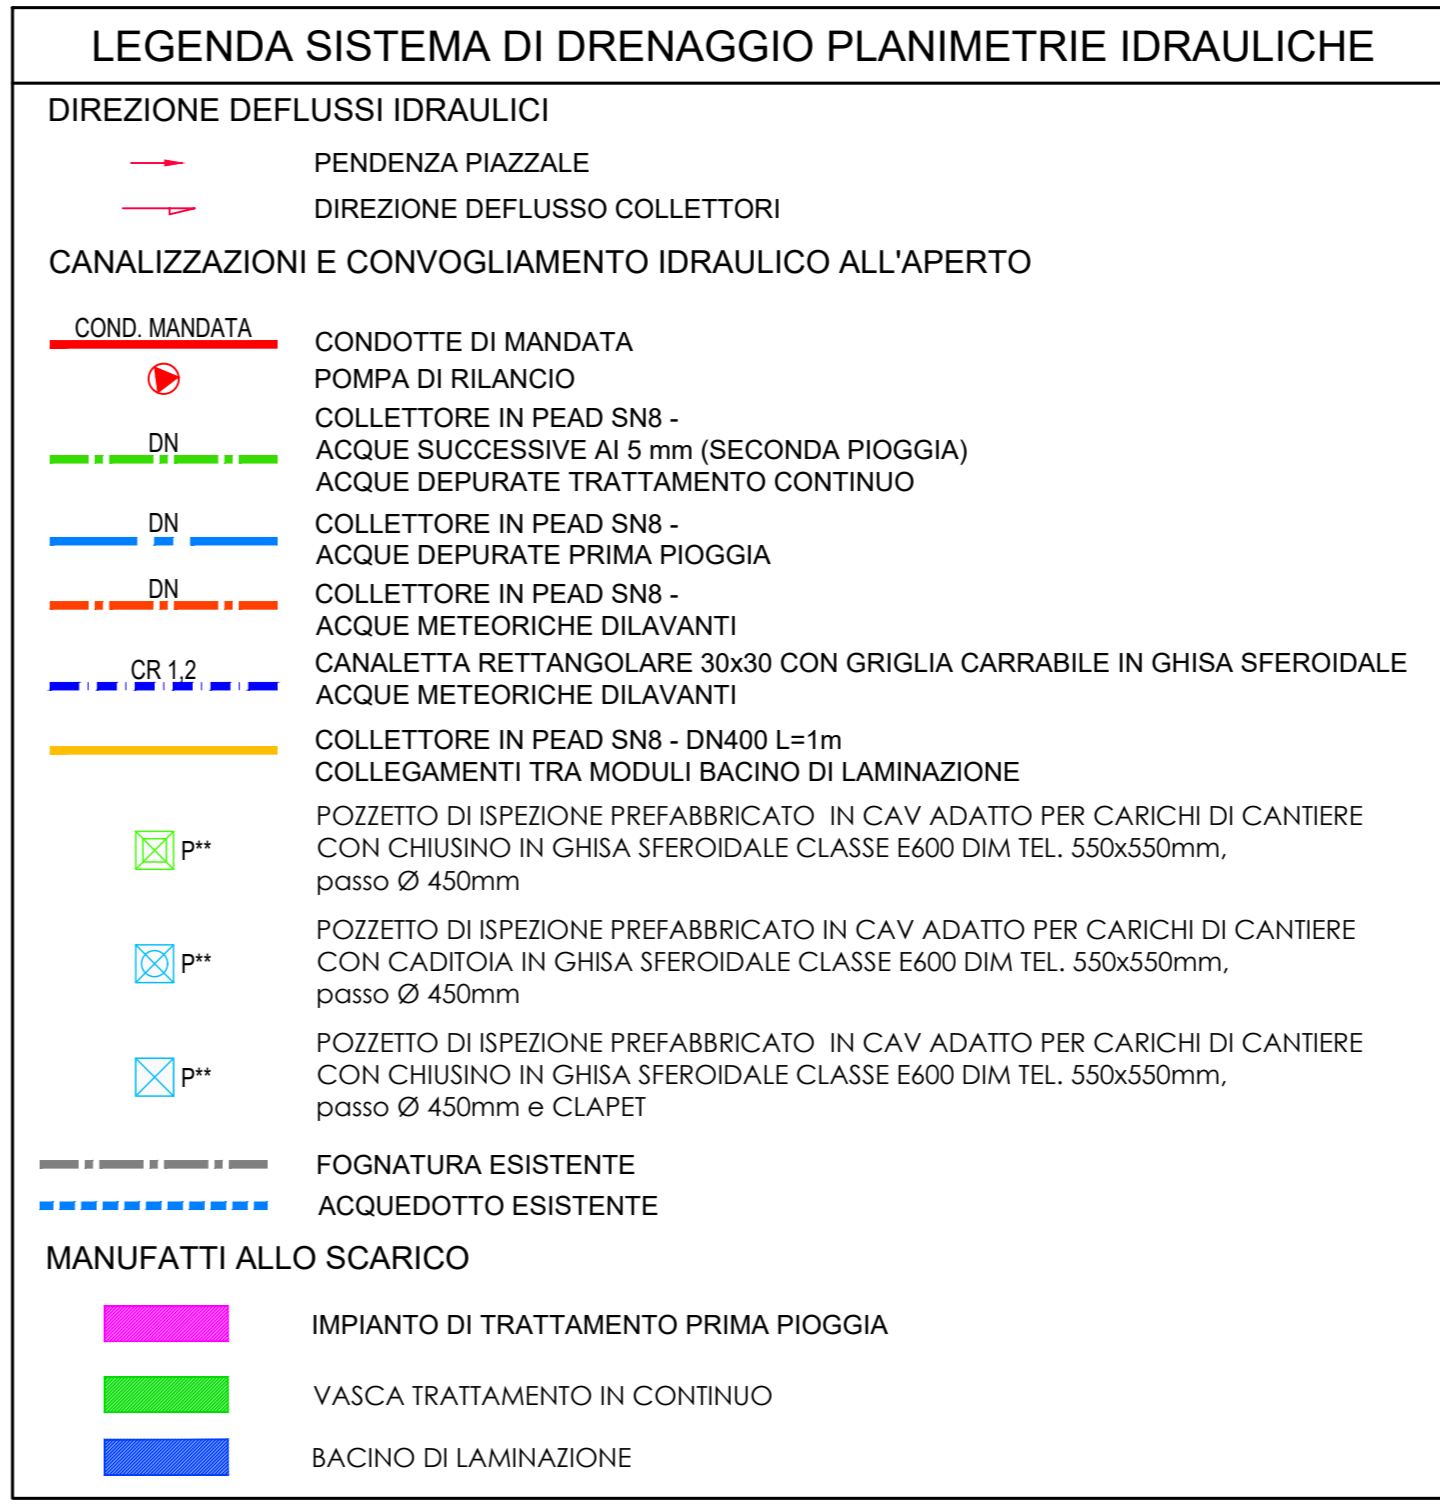 LEGENDA SISTEMA DI DRENAGGIO PLANIMETRIE IDRAULICHE
DIREZIONE DEFLUSSI IDRAULICI
PENDENZA PIAZZALE
DIREZIONE DEFLUSSO COLLETTORI
CANALIZZAZIONI E CONVOGLIAMENTO IDRAULICO ALL'APERTO
COND. MANDATA
CONDOTTE DI MANDATA
POMPA DI RILANCIO
DN
COLLETTORE IN PEAD SN8 -
ACQUE SUCCESSIVE AI 5 mm (SECONDA PIOGGIA)
ACQUE DEPURATE TRATTAMENTO CONTINUO
DN
COLLETTORE IN PEAD SN8 -
ACQUE DEPURATE PRIMA PIOGGIA
DN
COLLETTORE IN PEAD SN8 -
ACQUE METEORICHE DILAVANTI
CR 1,2
CANALETTA RETTANGOLARE 30x30 CON GRIGLIA CARRABILE IN GHISA SFEROIDALE
ACQUE METEORICHE DILAVANTI
COLLETTORE IN PEAD SN8 - DN400 L=1m
COLLEGAMENTI TRA MODULI BACINO DI LAMINAZIONE
P**
POZZETTO DI ISPEZIONE PREFABBRICATO IN CAV ADATTO PER CARICHI DI CANTIERE
CON CHIUSINO IN GHISA SFEROIDALE CLASSE E600 DIM TEL. 550x550mm,
passo Ø 450mm
P**
POZZETTO DI ISPEZIONE PREFABBRICATO IN CAV ADATTO PER CARICHI DI CANTIERE
CON CADITOIA IN GHISA SFEROIDALE CLASSE E600 DIM TEL. 550x550mm,
passo Ø 450mm
P**
POZZETTO DI ISPEZIONE PREFABBRICATO IN CAV ADATTO PER CARICHI DI CANTIERE
CON CHIUSINO IN GHISA SFEROIDALE CLASSE E600 DIM TEL. 550x550mm,
passo Ø 450mm e CLAPET
FOGNATURA ESISTENTE
ACQUEDOTTO ESISTENTE
MANUFATTI ALLO SCARICO
IMPIANTO DI TRATTAMENTO PRIMA PIOGGIA
VASCA TRATTAMENTO IN CONTINUO
BACINO DI LAMINAZIONE